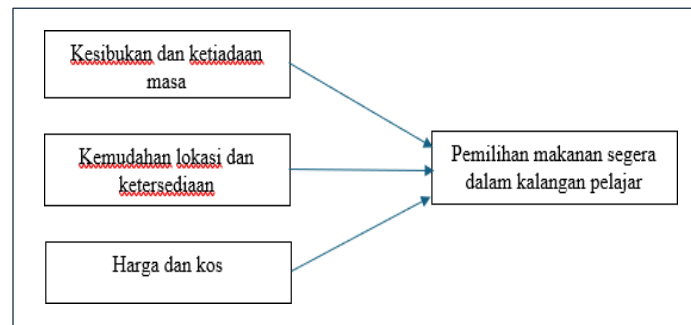 Kesibukan dan ketiadaan
masa
Kemudahan lokasi dan
ketersediaan
Harga dan kos
Pemilihan makanan segera
dalam kalangan pelajar